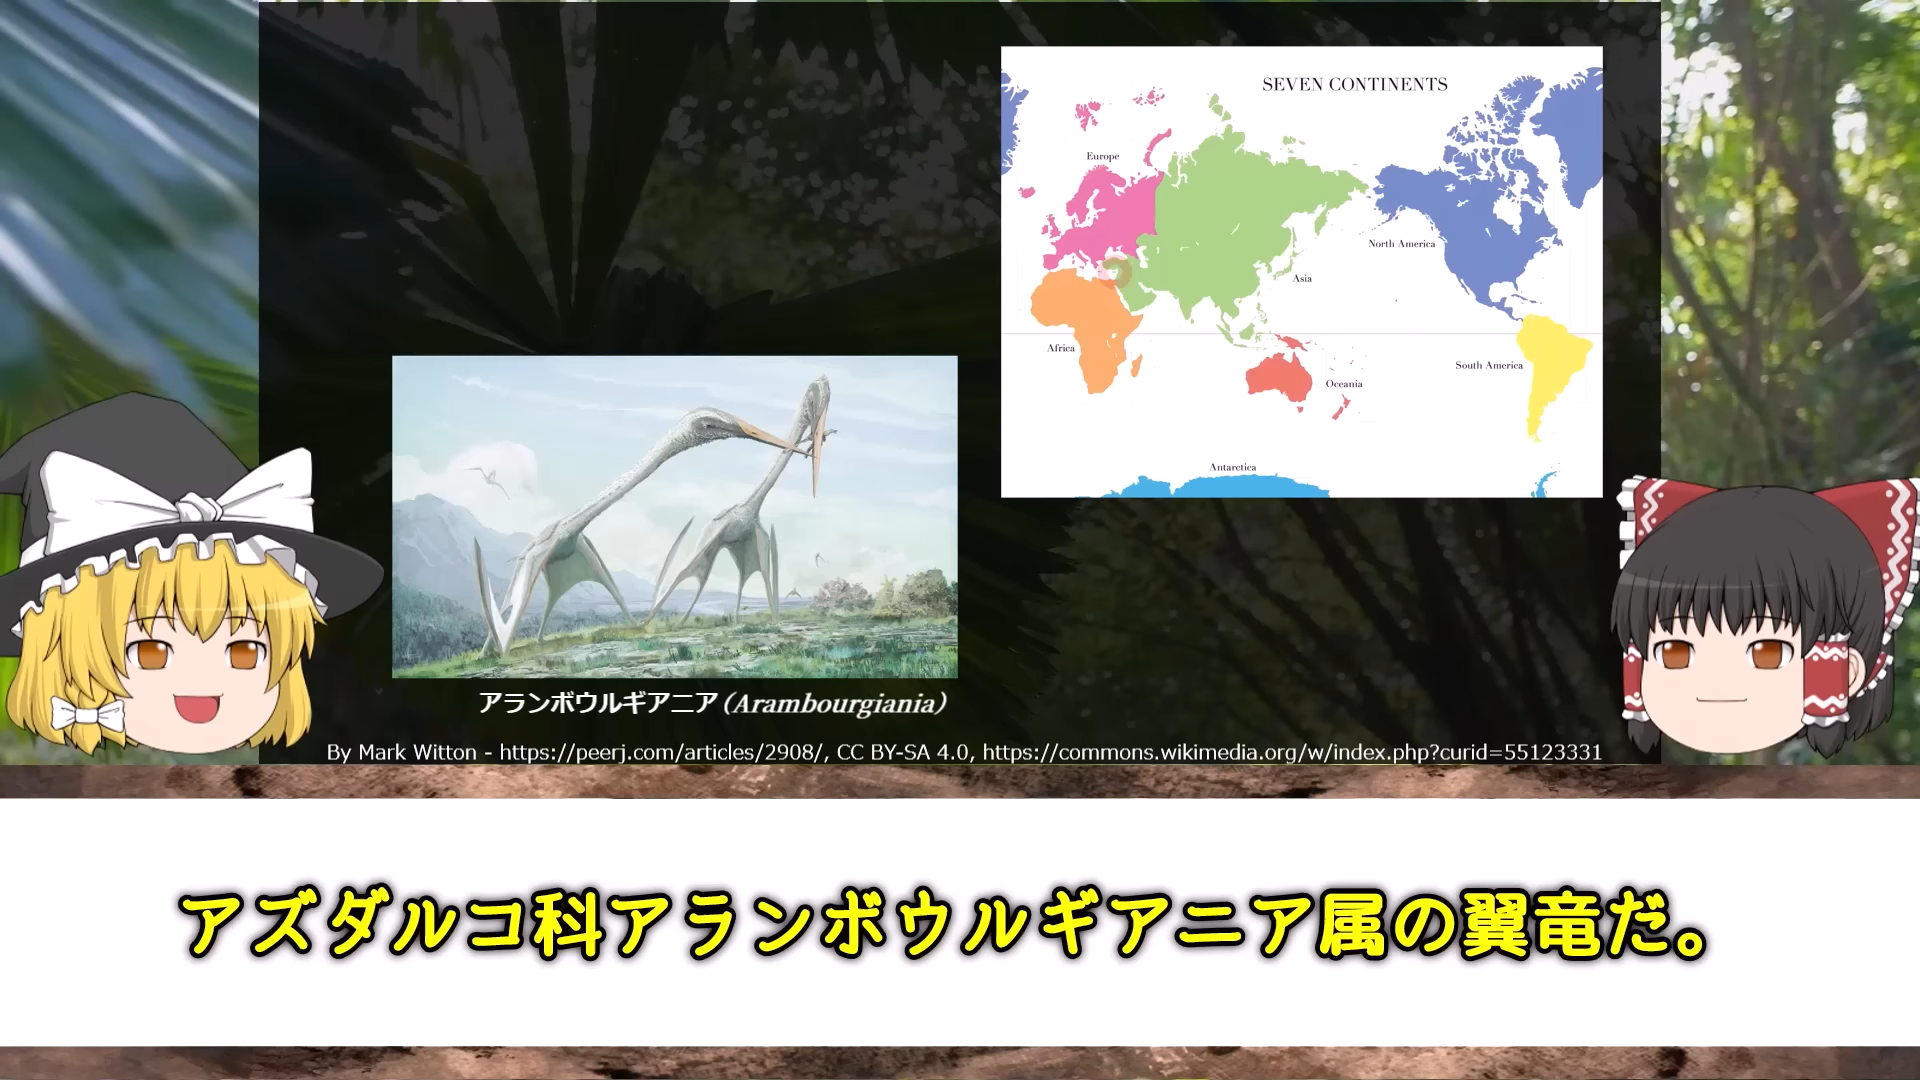 SEVEN CONTINENTS
Europe
North America
Asia
Africa
South America
Oceania
Antarctica
アランボウルギアニア(Arambourgiania)
By Mark Witton - https://peerj.com/articles/2908/, CC BY-SA 4.0, https://commons.wikimedia.org/w/index.php?curid=55123331
アズダルコ科アランボウルギアニア属の翼竜だ。